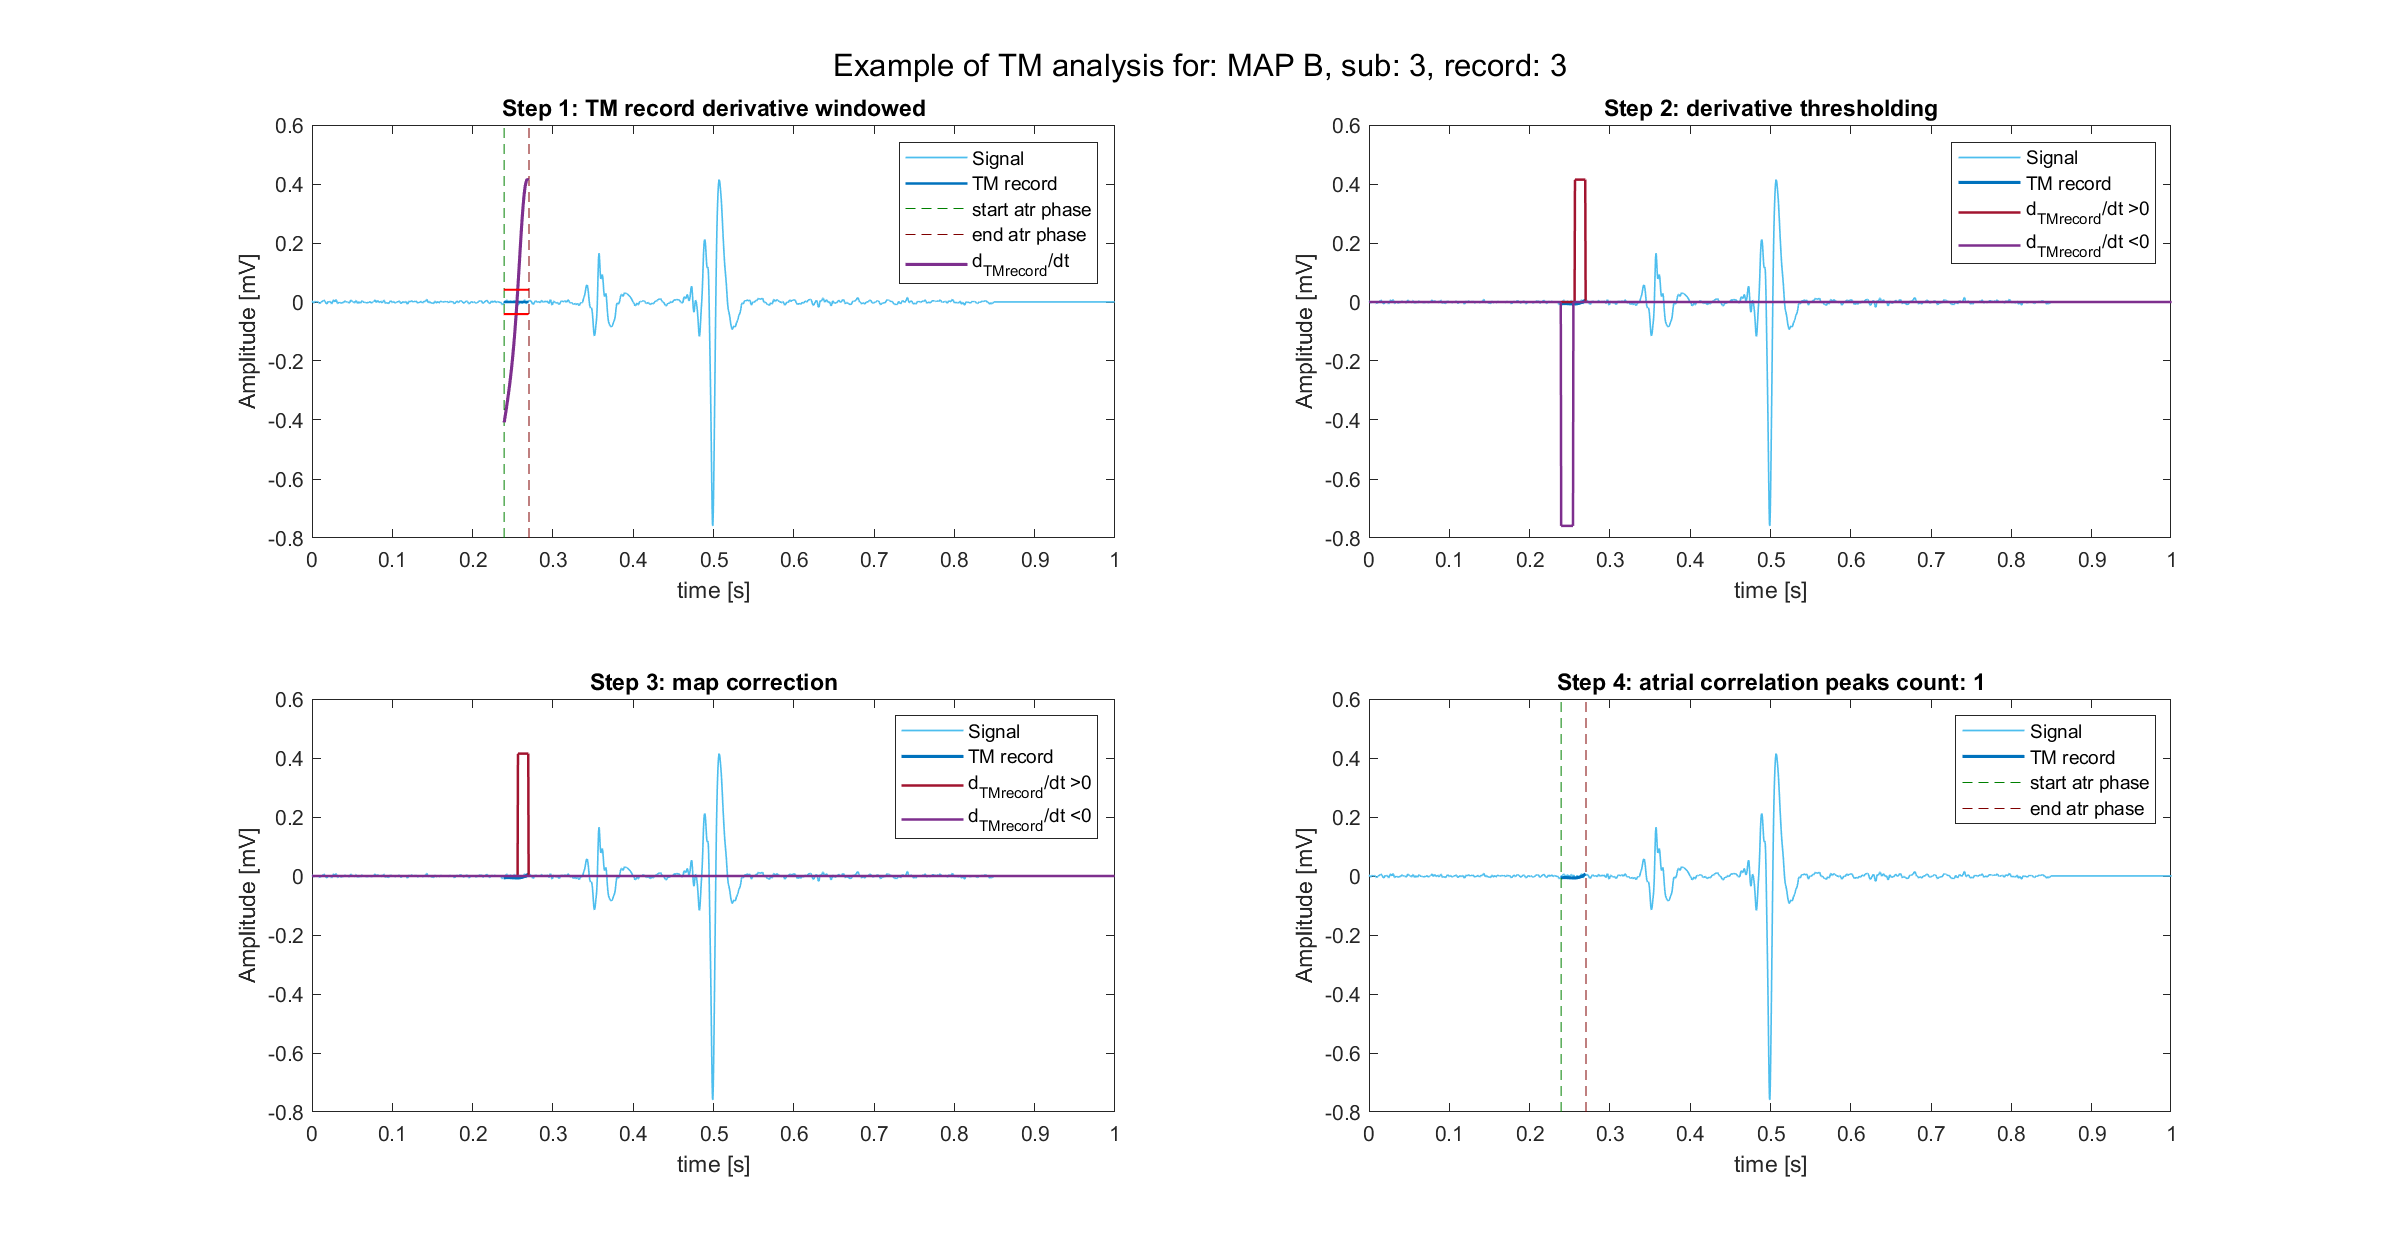 Example of TM analysis for: MAP B, sub: 3, record: 3
Step 1: TM record derivative windowed
0.6
0.4
0.2
0
-0.2
-0.4
-0.6
-0.8
Amplitude [mV]
0 0.1 0.2 0.3 0.4 0.5 0.6 0.7 0.8 0.9 1
time [s]
Signal
TM record
start atr phase
end atr phase
dTMrecord/dt
Step 2: derivative thresholding
0.6
0.4
0.2
0
-0.2
-0.4
-0.6
-0.8
Amplitude [mV]
0 0.1 0.2 0.3 0.4 0.5 0.6 0.7 0.8 0.9 1
time [s]
Signal
TM record
dTMrecord/dt >0
dTMrecord/dt <0
Step 3: map correction
0.6
0.4
0.2
0
-0.2
-0.4
-0.6
-0.8
Amplitude [mV]
0 0.1 0.2 0.3 0.4 0.5 0.6 0.7 0.8 0.9 1
time [s]
Signal
TM record
dTMrecord/dt >0
dTMrecord/dt <0
Step 4: atrial correlation peaks count: 1
0.6
0.4
0.2
0
-0.2
-0.4
-0.6
-0.8
Amplitude [mV]
0 0.1 0.2 0.3 0.4 0.5 0.6 0.7 0.8 0.9 1
time [s]
Signal
TM record
start atr phase
end atr phase